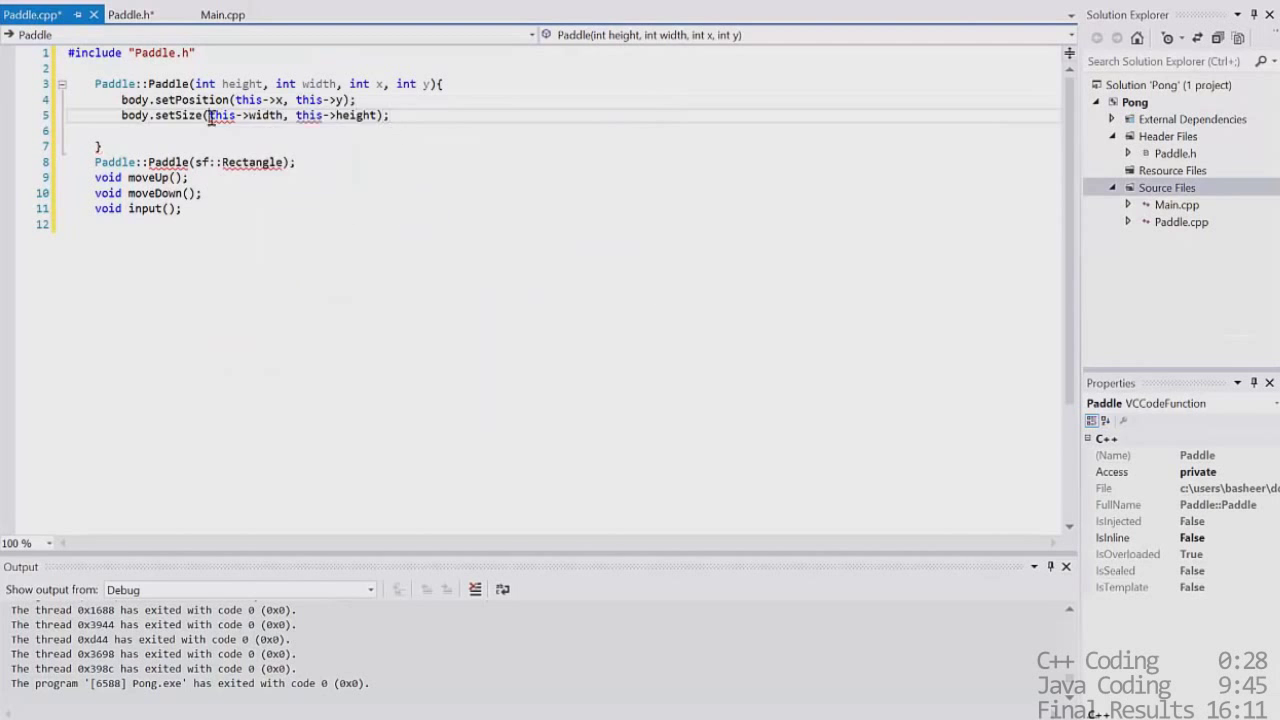 Paddle.cpp*
Paddle.h*
Main.cpp
Paddle
Paddle(int height, int width, int x, int y)
1 #include "Paddle.h"
2
3 Paddle::Paddle(int height, int width, int x, int y){
4 body.setPosition(this->x, this->y);
5 body.setSize(this->width, this->height);
6
7 }
8 Paddle::Paddle(sf::Rectangle);
9 void moveUp();
10 void moveDown();
11 void input();
12
100 %
Output
Show output from: Debug
The thread 0x1688 has exited with code 0 (0x0).
The thread 0x3944 has exited with code 0 (0x0).
The thread 0xd44 has exited with code 0 (0x0).
The thread 0x3698 has exited with code 0 (0x0).
The thread 0x398c has exited with code 0 (0x0).
The program '[6588] Pong.exe' has exited with code 0 (0x0).
Solution Explorer
Search Solution Explorer (Ctrl+;)
Solution 'Pong' (1 project)
Pong
External Dependencies
Header Files
Paddle.h
Resource Files
Source Files
Main.cpp
Paddle.cpp
Properties
Paddle VCCodeFunction
C++
(Name) Paddle
Access private
File c:\users\basheer\do
FullName Paddle::Paddle
IsInjected False
IsInline False
IsOverloaded True
IsSealed False
IsTemplate False
C++ Coding 0:28
Java Coding 9:45
Final Results 16:11
C++